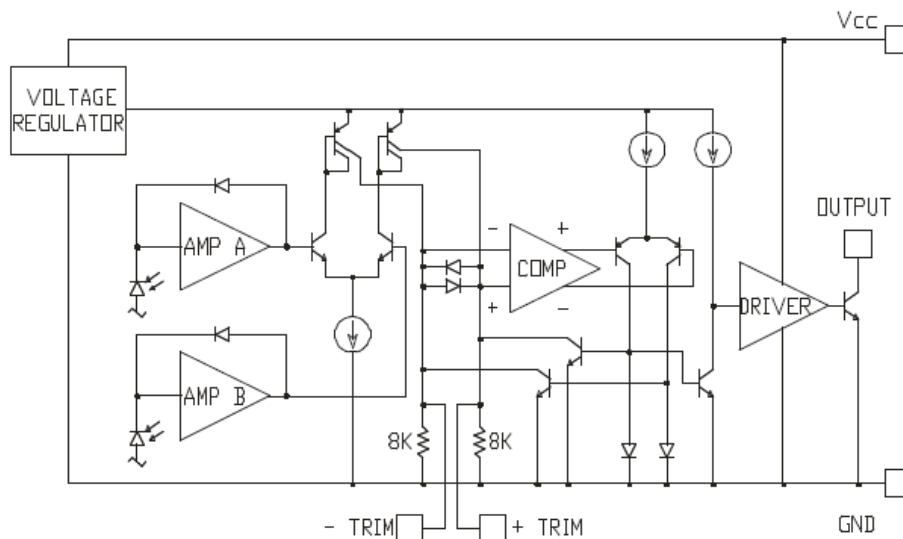 Vcc
VOLTAGE
REGULATOR
OUTPUT
AMP A
- +
COMP
+ -
DRIVER
AMP B
8K 8K
- TRIM + TRIM
GND